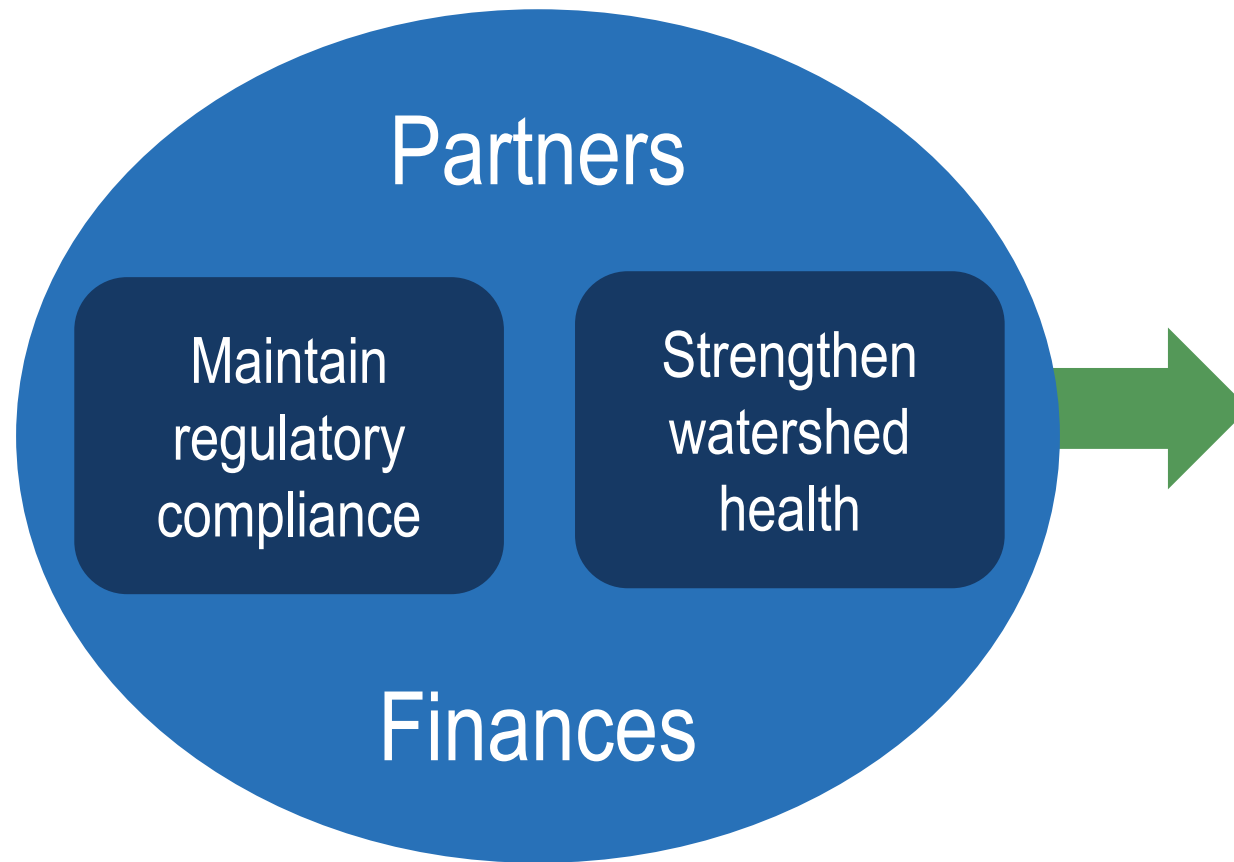 Partners
Maintain
regulatory
compliance
Strengthen
watershed
health
Finances